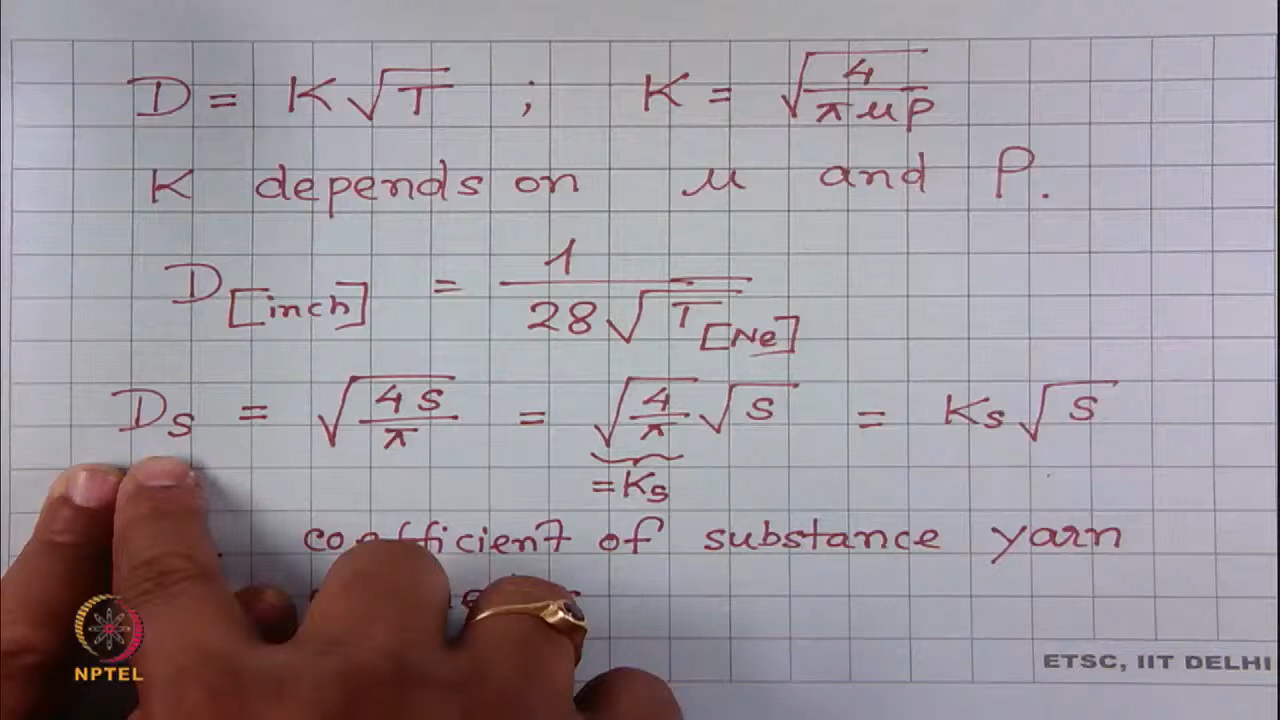 D = K√T ; K = √(4/πμρ)
K depends on μ and ρ.
D[inch] = 1/(28√T[Ne])
Ds = √(4s/π) = √(4/π) √s = Ks √s
= Ks
coefficient of substance yarn
NPTEL
ETSC, IIT DELHI